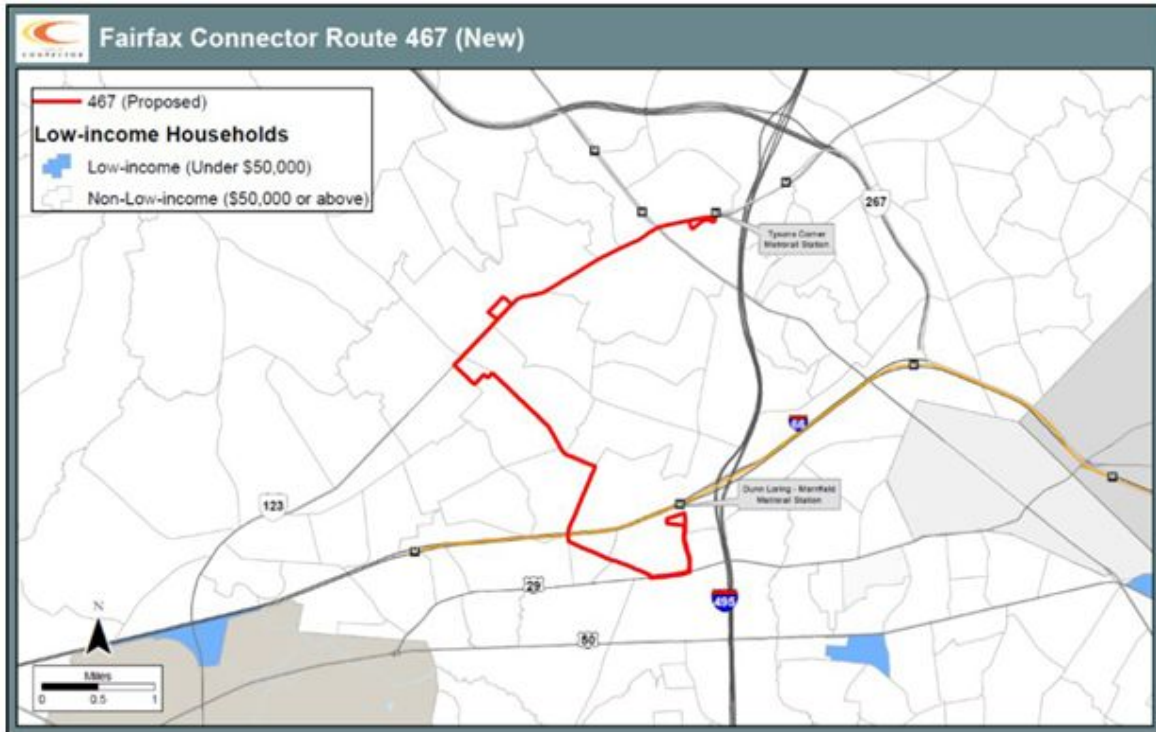 CONNECTOR
Fairfax Connector Route 467 (New)
467 (Proposed)
Low-income Households
Low-income (Under $50,000)
Non-Low-income ($50,000 or above)
267
Tysons Corner
Metrorail Station
66
Dunn Loring - Merrifield
Metrorail Station
123
29
495
50
N
Miles
0 0.5 1